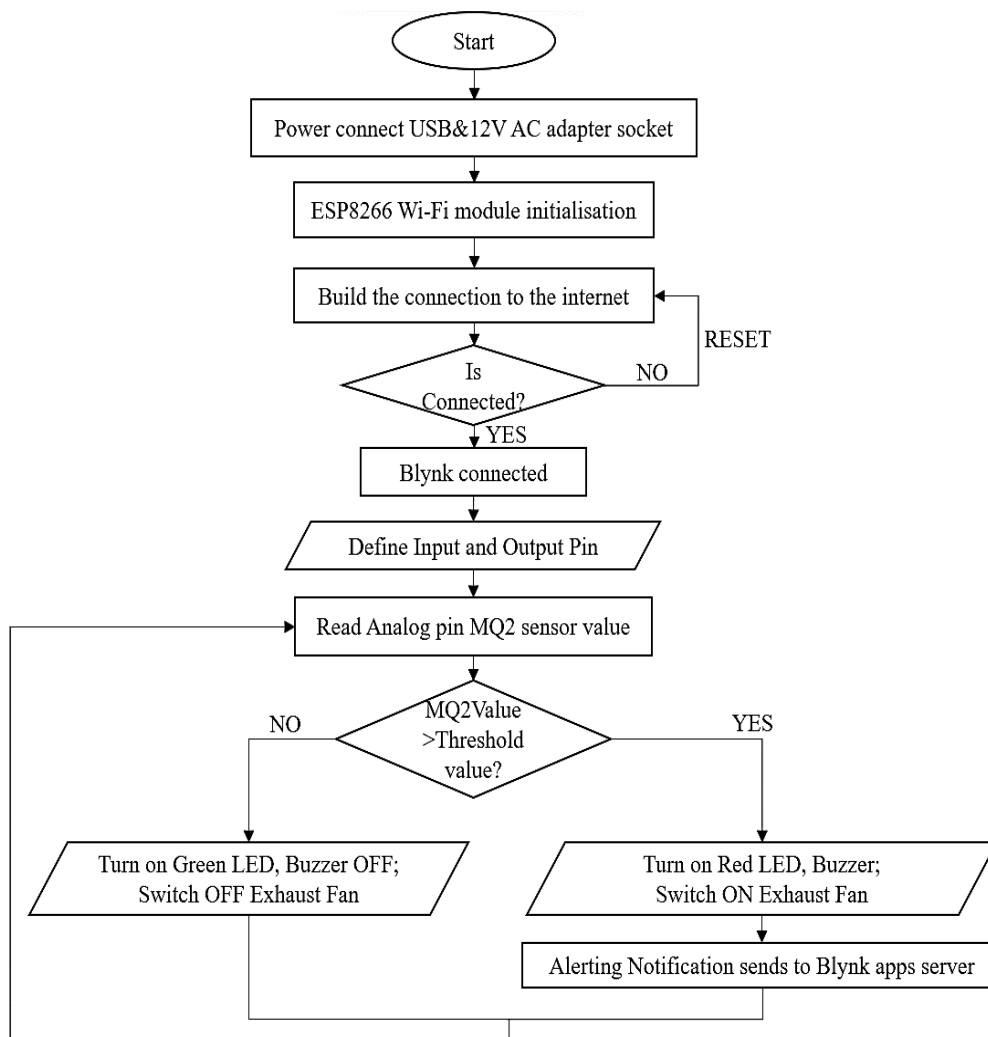 Start
Power connect USB&12V AC adapter socket
ESP8266 Wi-Fi module initialisation
Build the connection to the internet
RESET
Is
Connected?
NO
YES
Blynk connected
Define Input and Output Pin
Read Analog pin MQ2 sensor value
MQ2Value
>Threshold
value?
NO
YES
Turn on Green LED, Buzzer OFF;
Switch OFF Exhaust Fan
Turn on Red LED, Buzzer;
Switch ON Exhaust Fan
Alerting Notification sends to Blynk apps server